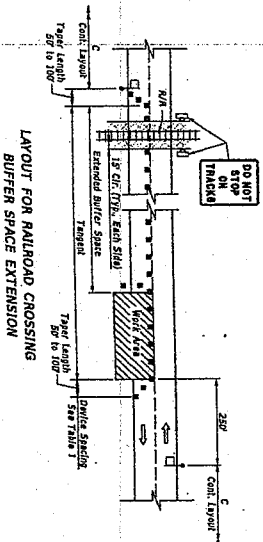 C
Cont. Layout
Taper Length
50' to 100'
R/R
DO NOT
STOP
ON
TRACKS
15' Clr. (Typ. Each Side)
Extended Buffer Space
Tangent
Work Area
Taper Length
50' to 100'
Device Spacing
See Table 1
250'
C
Cont. Layout
LAYOUT FOR RAILROAD CROSSING
BUFFER SPACE EXTENSION